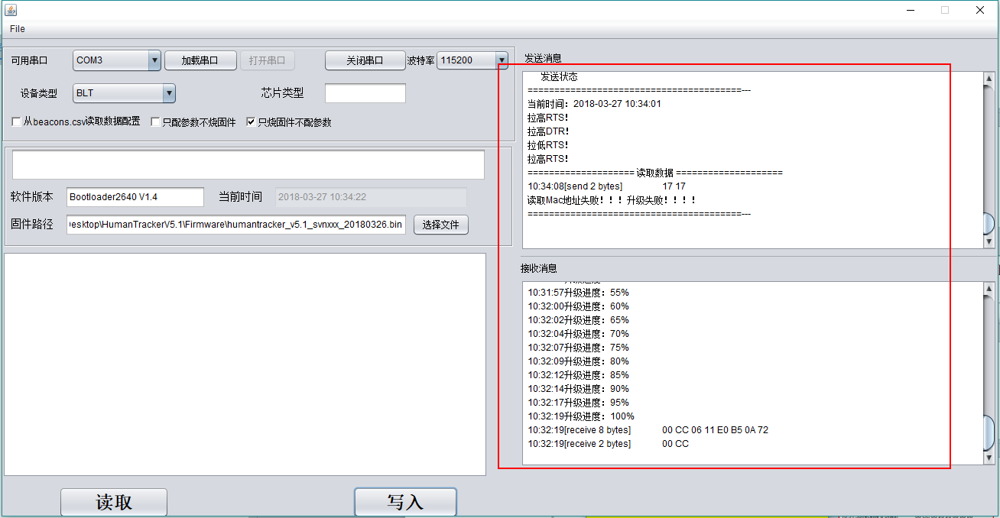 File
可用串口 COM3 加载串口 打开串口 关闭串口 波特率 115200
设备类型 BLT 芯片类型
从beacons.csv读取数据配置 只配参数不烧固件 只烧固件不配参数
软件版本 Bootloader2640 V1.4 当前时间 2018-03-27 10:34:22
固件路径 esktop\HumanTrackerV5.1\Firmware\humantracker_v5.1_svnxxx_20180326.bin 选择文件
读取 写入
发送消息
发送状态
========================================---
当前时间：2018-03-27 10:34:01
拉高RTS！
拉高DTR！
拉低RTS！
拉高RTS！
==================== 读取数据 ====================
10:34:08[send 2 bytes] 17 17
读取Mac地址失败！！！升级失败！！！！
========================================---
接收消息
10:31:57升级进度：55%
10:32:00升级进度：60%
10:32:02升级进度：65%
10:32:04升级进度：70%
10:32:07升级进度：75%
10:32:09升级进度：80%
10:32:12升级进度：85%
10:32:14升级进度：90%
10:32:17升级进度：95%
10:32:19升级进度：100%
10:32:19[receive 8 bytes] 00 CC 06 11 E0 B5 0A 72
10:32:19[receive 2 bytes] 00 CC